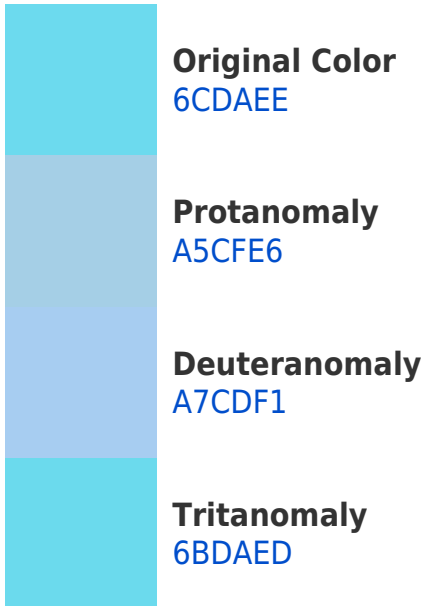 Original Color
6CDAEE
Protanomaly
A5CFE6
Deuteranomaly
A7CDF1
Tritanomaly
6BDAED